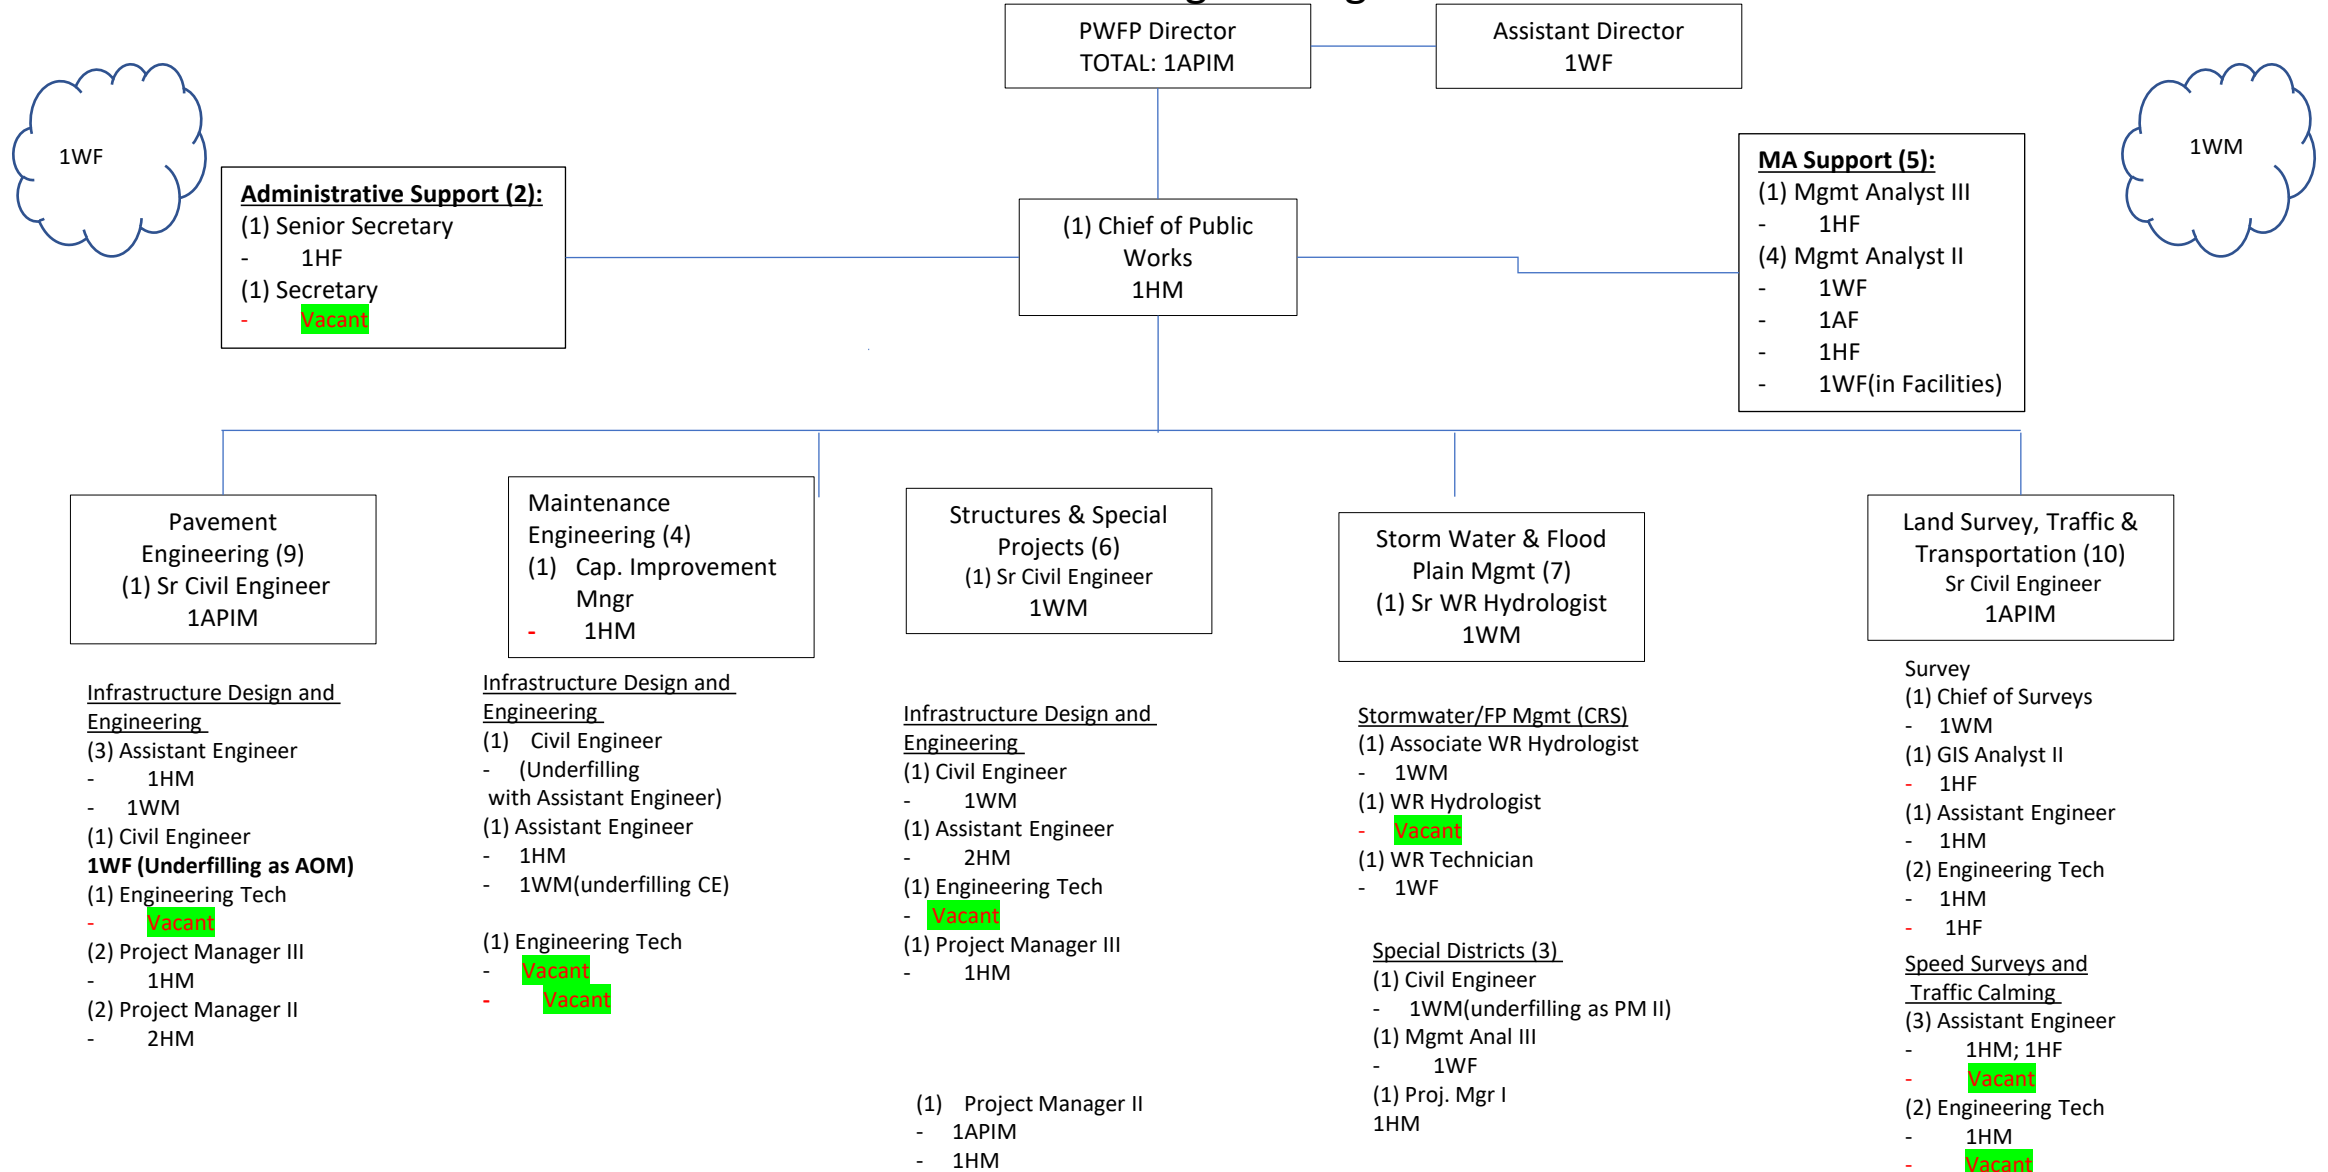 PWFP Director
TOTAL: 1APIM
Assistant Director
1WF
1WF
1WM
Administrative Support (2):
(1) Senior Secretary
- 1HF
(1) Secretary
- Vacant
(1) Chief of Public
Works
1HM
MA Support (5):
(1) Mgmt Analyst III
- 1HF
(4) Mgmt Analyst II
- 1WF
- 1AF
- 1HF
- 1WF(in Facilities)
Pavement
Engineering (9)
(1) Sr Civil Engineer
1APIM
Infrastructure Design and
Engineering
(3) Assistant Engineer
- 1HM
- 1WM
(1) Civil Engineer
1WF (Underfilling as AOM)
(1) Engineering Tech
- Vacant
(2) Project Manager III
- 1HM
(2) Project Manager II
- 2HM
Maintenance
Engineering (4)
(1) Cap. Improvement
Mngr
- 1HM
Infrastructure Design and
Engineering
(1) Civil Engineer
- (Underfilling
with Assistant Engineer)
(1) Assistant Engineer
- 1HM
- 1WM(underfilling CE)
(1) Engineering Tech
- Vacant
- Vacant
Structures & Special
Projects (6)
(1) Sr Civil Engineer
1WM
Infrastructure Design and
Engineering
(1) Civil Engineer
- 1WM
(1) Assistant Engineer
- 2HM
(1) Engineering Tech
- Vacant
(1) Project Manager III
- 1HM
(1) Project Manager II
- 1APIM
- 1HM
Storm Water & Flood
Plain Mgmt (7)
(1) Sr WR Hydrologist
1WM
Stormwater/FP Mgmt (CRS)
(1) Associate WR Hydrologist
- 1WM
(1) WR Hydrologist
- Vacant
(1) WR Technician
- 1WF
Special Districts (3)
(1) Civil Engineer
- 1WM(underfilling as PM II)
(1) Mgmt Anal III
- 1WF
(1) Proj. Mgr I
1HM
Land Survey, Traffic &
Transportation (10)
Sr Civil Engineer
1APIM
Survey
(1) Chief of Surveys
- 1WM
(1) GIS Analyst II
- 1HF
(1) Assistant Engineer
- 1HM
(2) Engineering Tech
- 1HM
- 1HF
Speed Surveys and
Traffic Calming
(3) Assistant Engineer
- 1HM; 1HF
- Vacant
(2) Engineering Tech
- 1HM
- Vacant